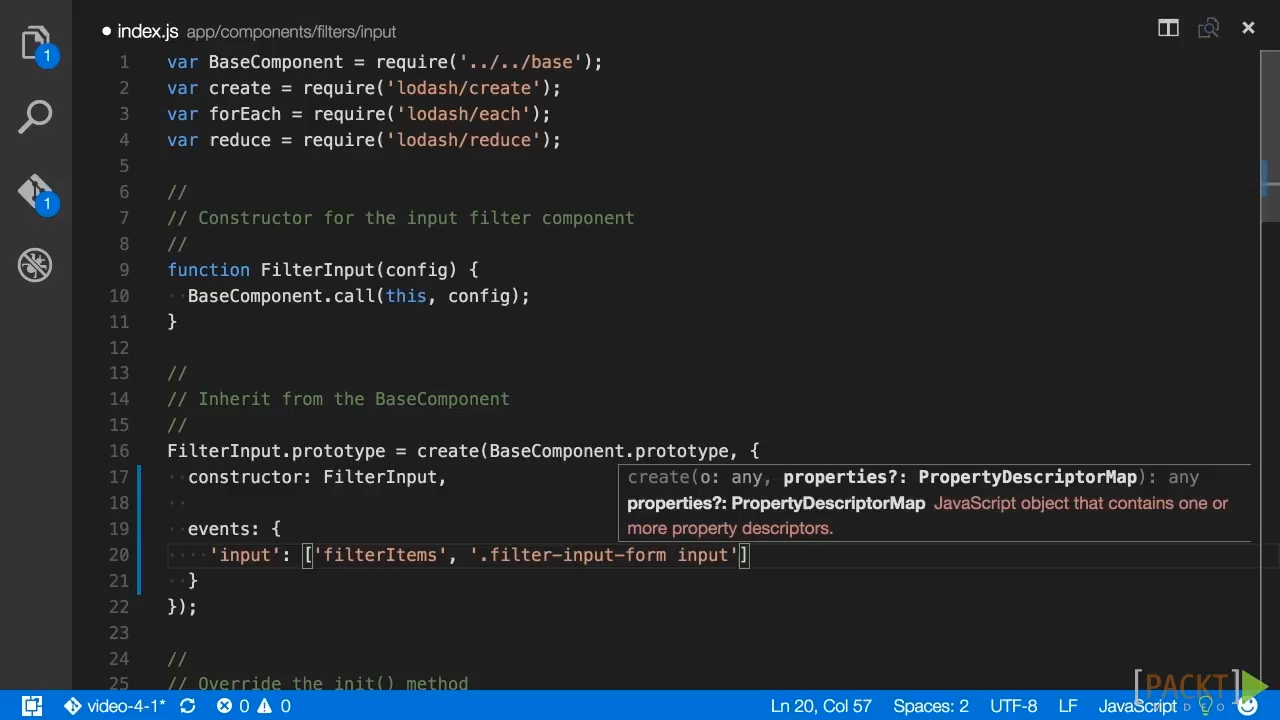 ● index.js app/components/filters/input
1 var BaseComponent = require('../../base');
2 var create = require('lodash/create');
3 var forEach = require('lodash/each');
4 var reduce = require('lodash/reduce');
5
6 //
7 // Constructor for the input filter component
8 //
9 function FilterInput(config) {
10 BaseComponent.call(this, config);
11 }
12
13 //
14 // Inherit from the BaseComponent
15 //
16 FilterInput.prototype = create(BaseComponent.prototype, {
17 constructor: FilterInput,
create(o: any, properties?: PropertyDescriptorMap): any
18
properties?: PropertyDescriptorMap JavaScript object that contains one or
more property descriptors.
19 events: {
20 'input': ['filterItems', '.filter-input-form input']
21 }
22 });
23
24 //
25 // Override the init() method
1
1
video-4-1* 0 0 Ln 20, Col 57 Spaces: 2 UTF-8 LF JavaScript
[PACKT]
VIDEO